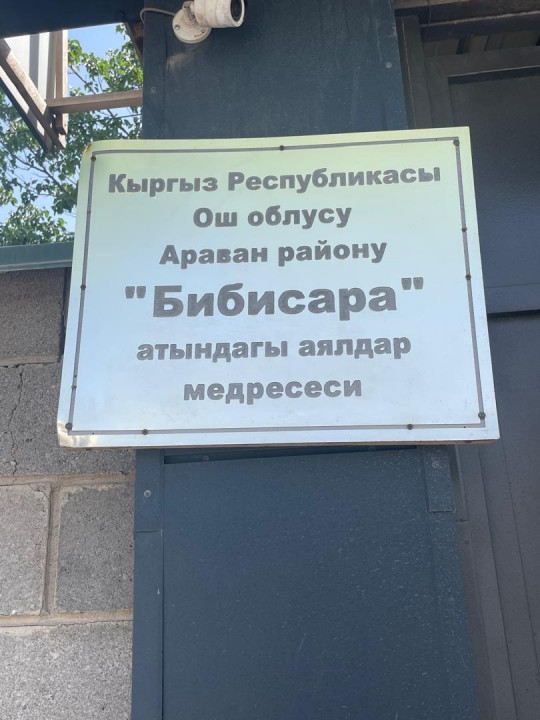 Кыргыз Республикасы
Ош облусу
Араван району
"Бибисара"
атындагы аялдар
медресеси